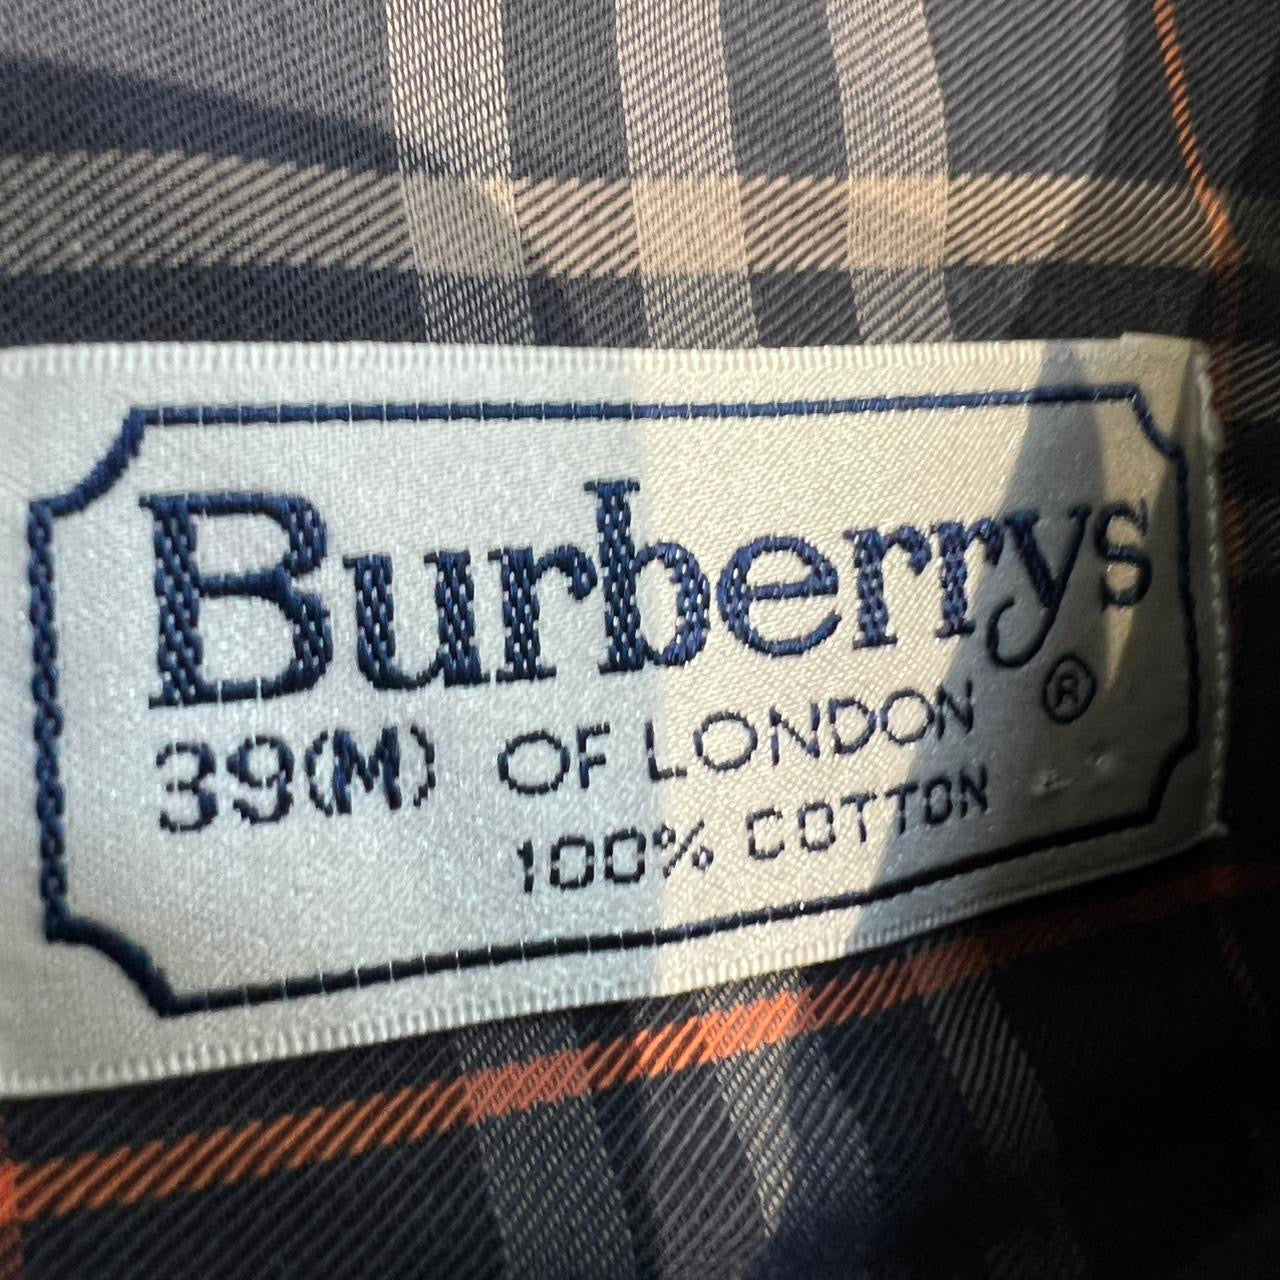 Burberrys®
39(M) OF LONDON
100% COTTON